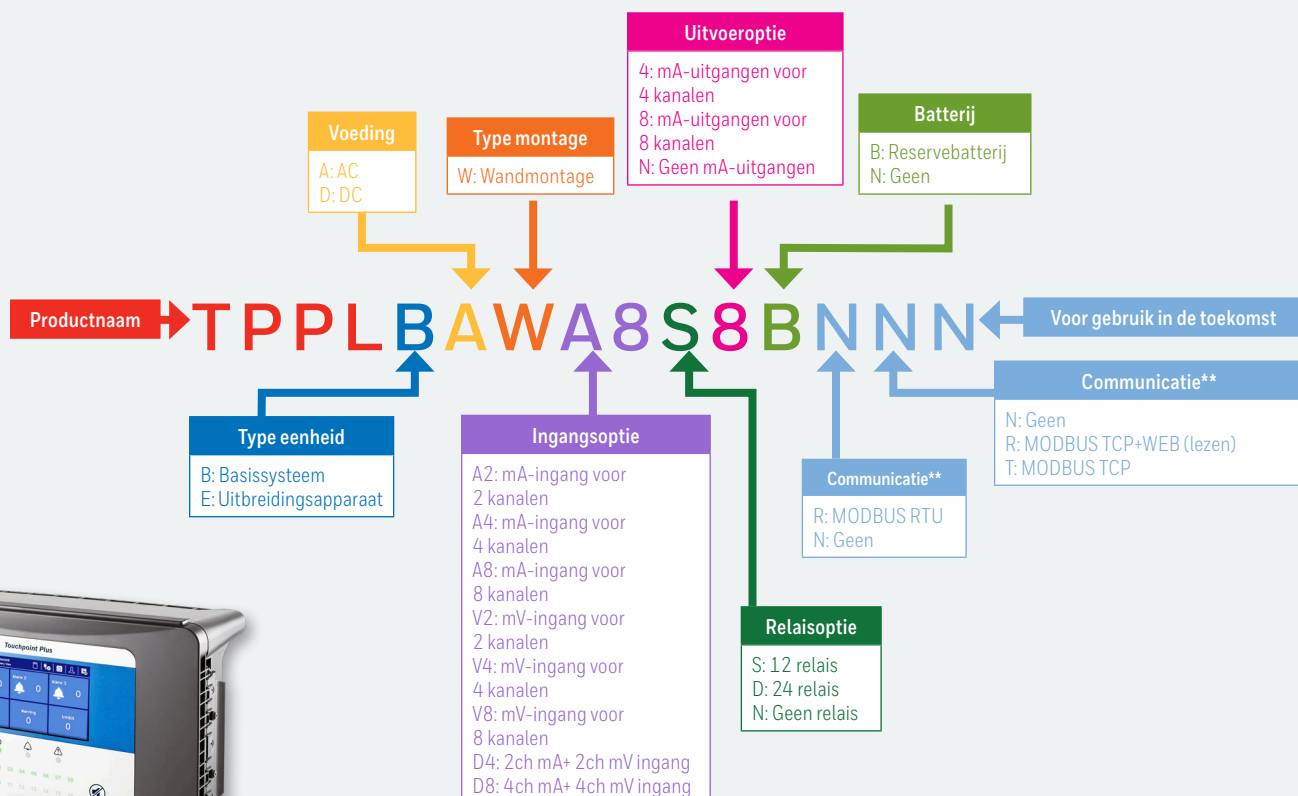 Uitvoeroptie
4: mA-uitgangen voor
4 kanalen
8: mA-uitgangen voor
8 kanalen
N: Geen mA-uitgangen
Voeding
A: AC
D: DC
Type montage
W: Wandmontage
Batterij
B: Reservebatterij
N: Geen
Productnaam
TPPLBAWA8S8BNNN
Voor gebruik in de toekomst
Type eenheid
B: Basissysteem
E: Uitbreidingsapparaat
Ingangsoptie
A2: mA-ingang voor
2 kanalen
A4: mA-ingang voor
4 kanalen
A8: mA-ingang voor
8 kanalen
V2: mV-ingang voor
2 kanalen
V4: mV-ingang voor
4 kanalen
V8: mV-ingang voor
8 kanalen
D4: 2ch mA+ 2ch mV ingang
D8: 4ch mA+ 4ch mV ingang
Relaisoptie
S: 12 relais
D: 24 relais
N: Geen relais
Communicatie**
R: MODBUS RTU
N: Geen
Communicatie**
N: Geen
R: MODBUS TCP+WEB (lezen)
T: MODBUS TCP
Touchpoint Plus